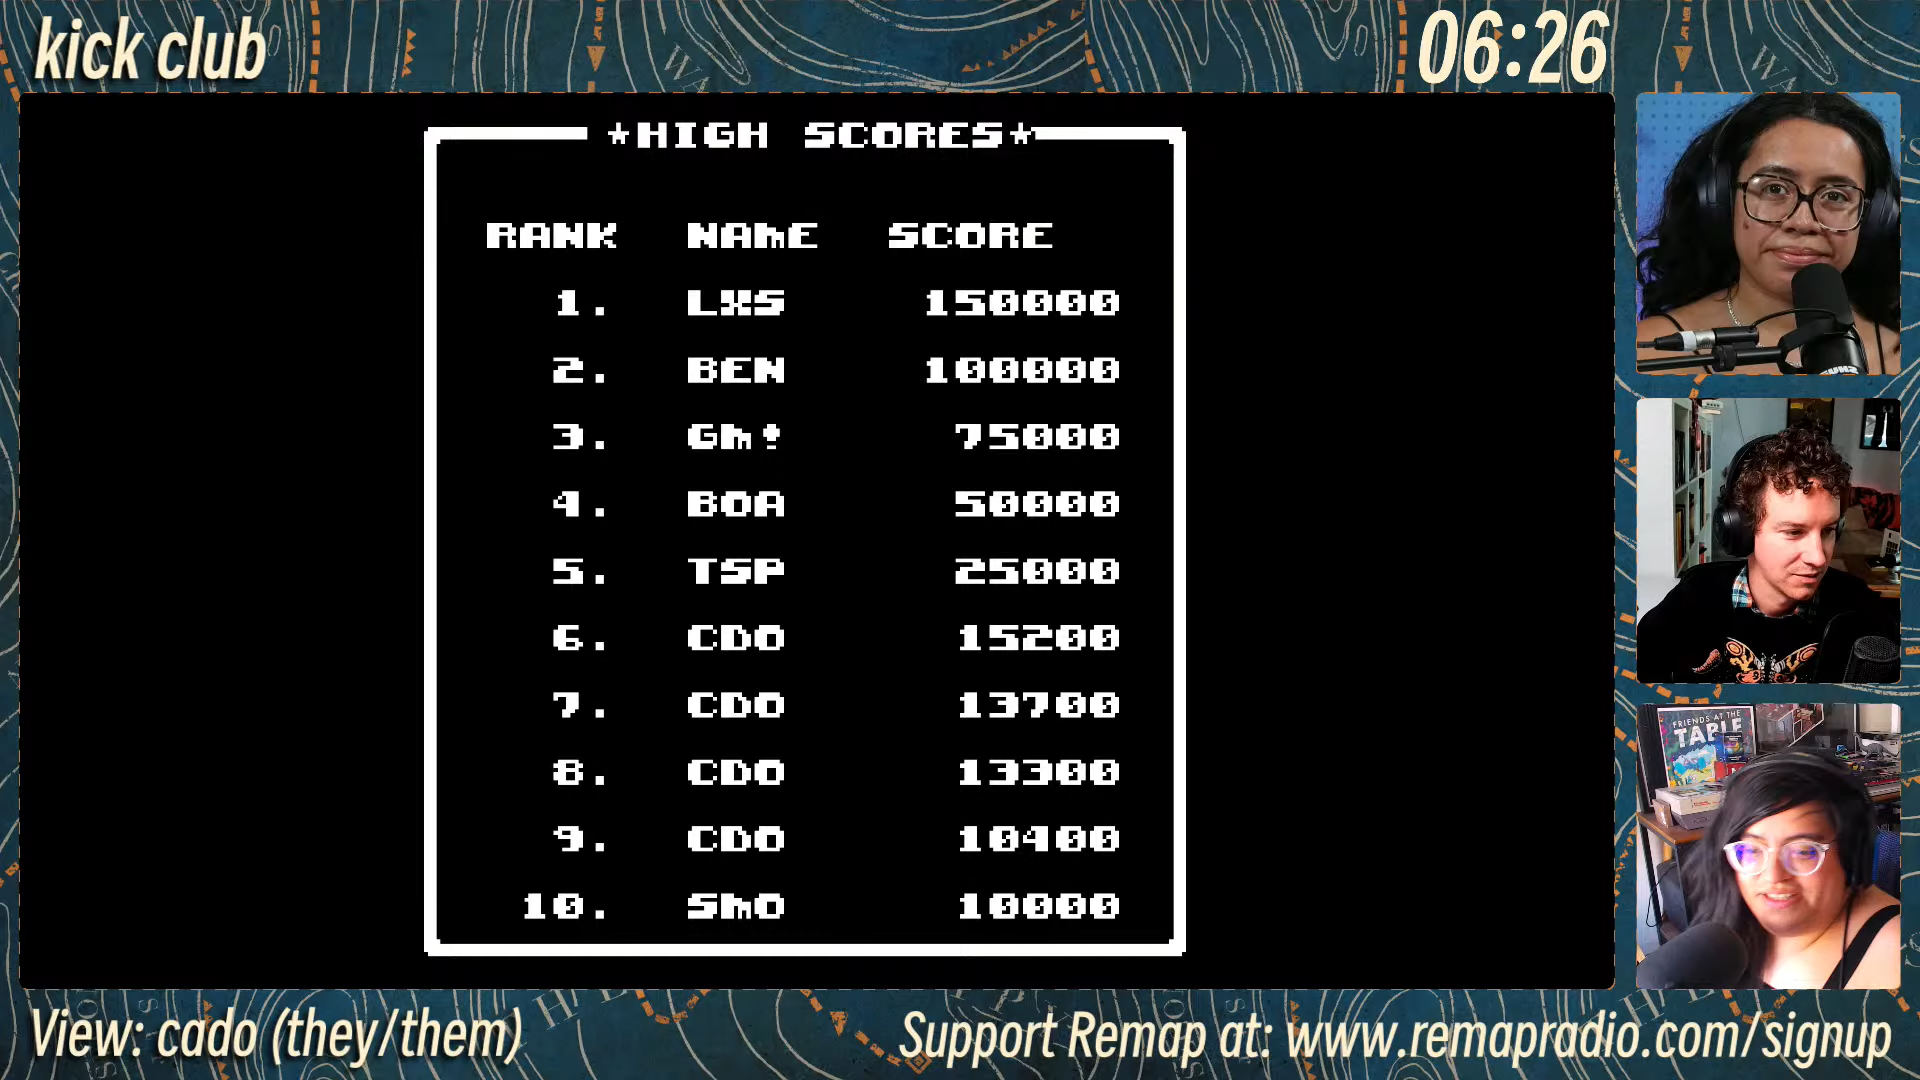 kick club
06:26
*HIGH SCORES*
RANK NAME SCORE
1. LXS 150000
2. BEN 100000
3. GM! 75000
4. BOA 50000
5. TSP 25000
6. CDO 15200
7. CDO 13700
8. CDO 13300
9. CDO 10400
10. SMO 10000
FRIENDS AT THE
TABLE
View: cado (they/them)
Support Remap at: www.remapradio.com/signup